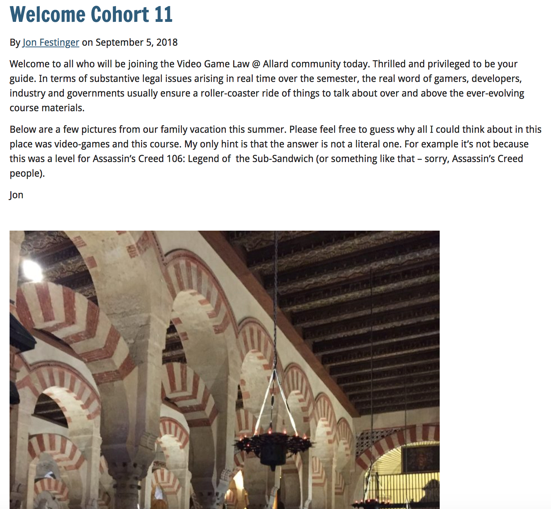 Welcome Cohort 11
By Jon Festinger on September 5, 2018
Welcome to all who will be joining the Video Game Law @ Allard community today. Thrilled and privileged to be your
guide. In terms of substantive legal issues arising in real time over the semester, the real word of gamers, developers,
industry and governments usually ensure a roller-coaster ride of things to talk about over and above the ever-evolving
course materials.
Below are a few pictures from our family vacation this summer. Please feel free to guess why all I could think about in this
place was video-games and this course. My only hint is that the answer is not a literal one. For example it's not because
this was a level for Assassin's Creed 106: Legend of the Sub-Sandwich (or something like that – sorry, Assassin's Creed
people).
Jon